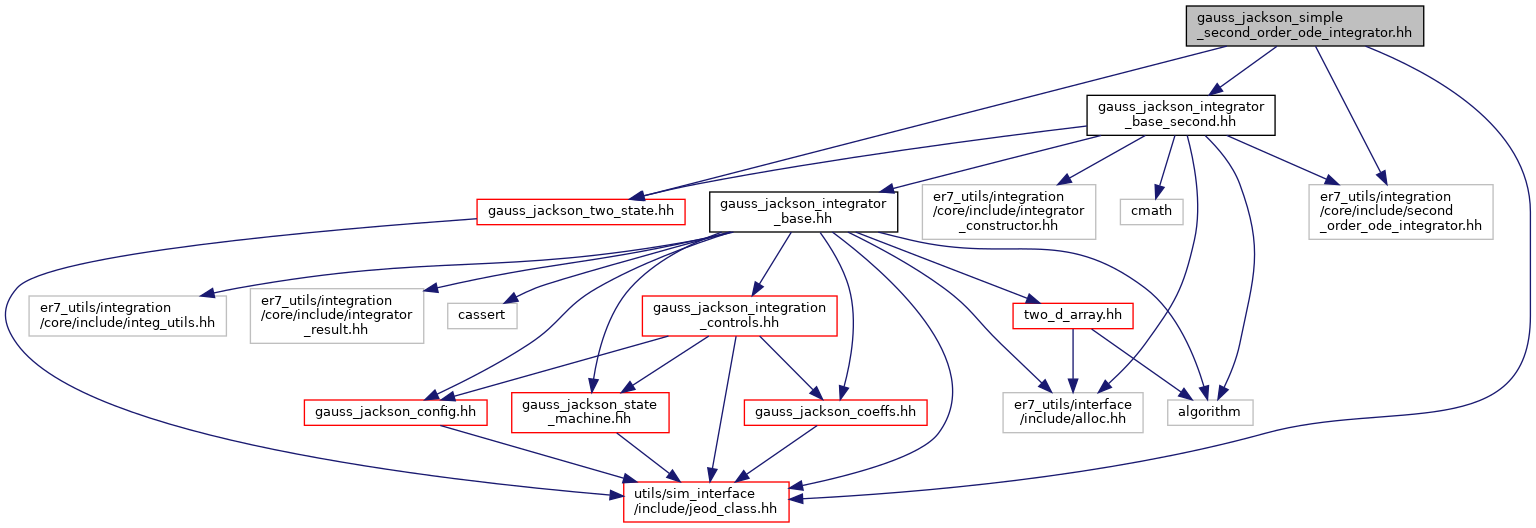 gauss_jackson_simple
_second_order_ode_integrator.hh
gauss_jackson_integrator
_base_second.hh
gauss_jackson_two_state.hh
gauss_jackson_integrator
_base.hh
er7_utils/integration
/core/include/integrator
_constructor.hh
cmath
er7_utils/integration
/core/include/second
_order_ode_integrator.hh
er7_utils/integration
/core/include/integ_utils.hh
er7_utils/integration
/core/include/integrator
_result.hh
cassert
gauss_jackson_integration
_controls.hh
two_d_array.hh
gauss_jackson_config.hh
gauss_jackson_state
_machine.hh
gauss_jackson_coeffs.hh
er7_utils/interface
/include/alloc.hh
algorithm
utils/sim_interface
/include/jeod_class.hh